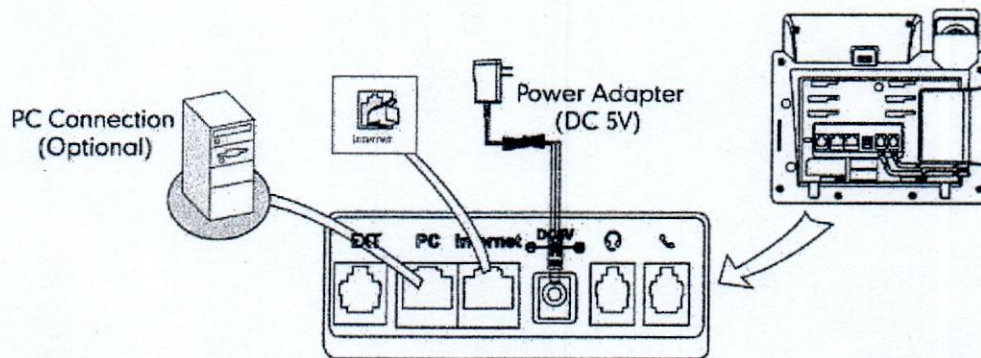 PC Connection
(Optional)
Internet
Power Adapter
(DC 5V)
EXT
PC
Internet
DC5V